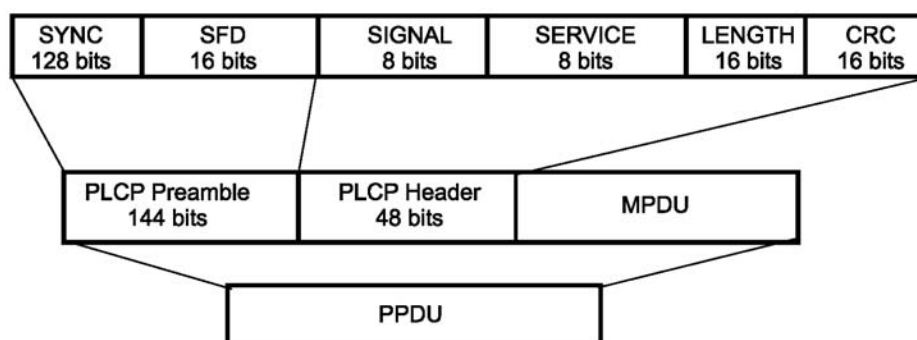 SYNC
128 bits
SFD
16 bits
SIGNAL
8 bits
SERVICE
8 bits
LENGTH
16 bits
CRC
16 bits
PLCP Preamble
144 bits
PLCP Header
48 bits
MPDU
PPDU